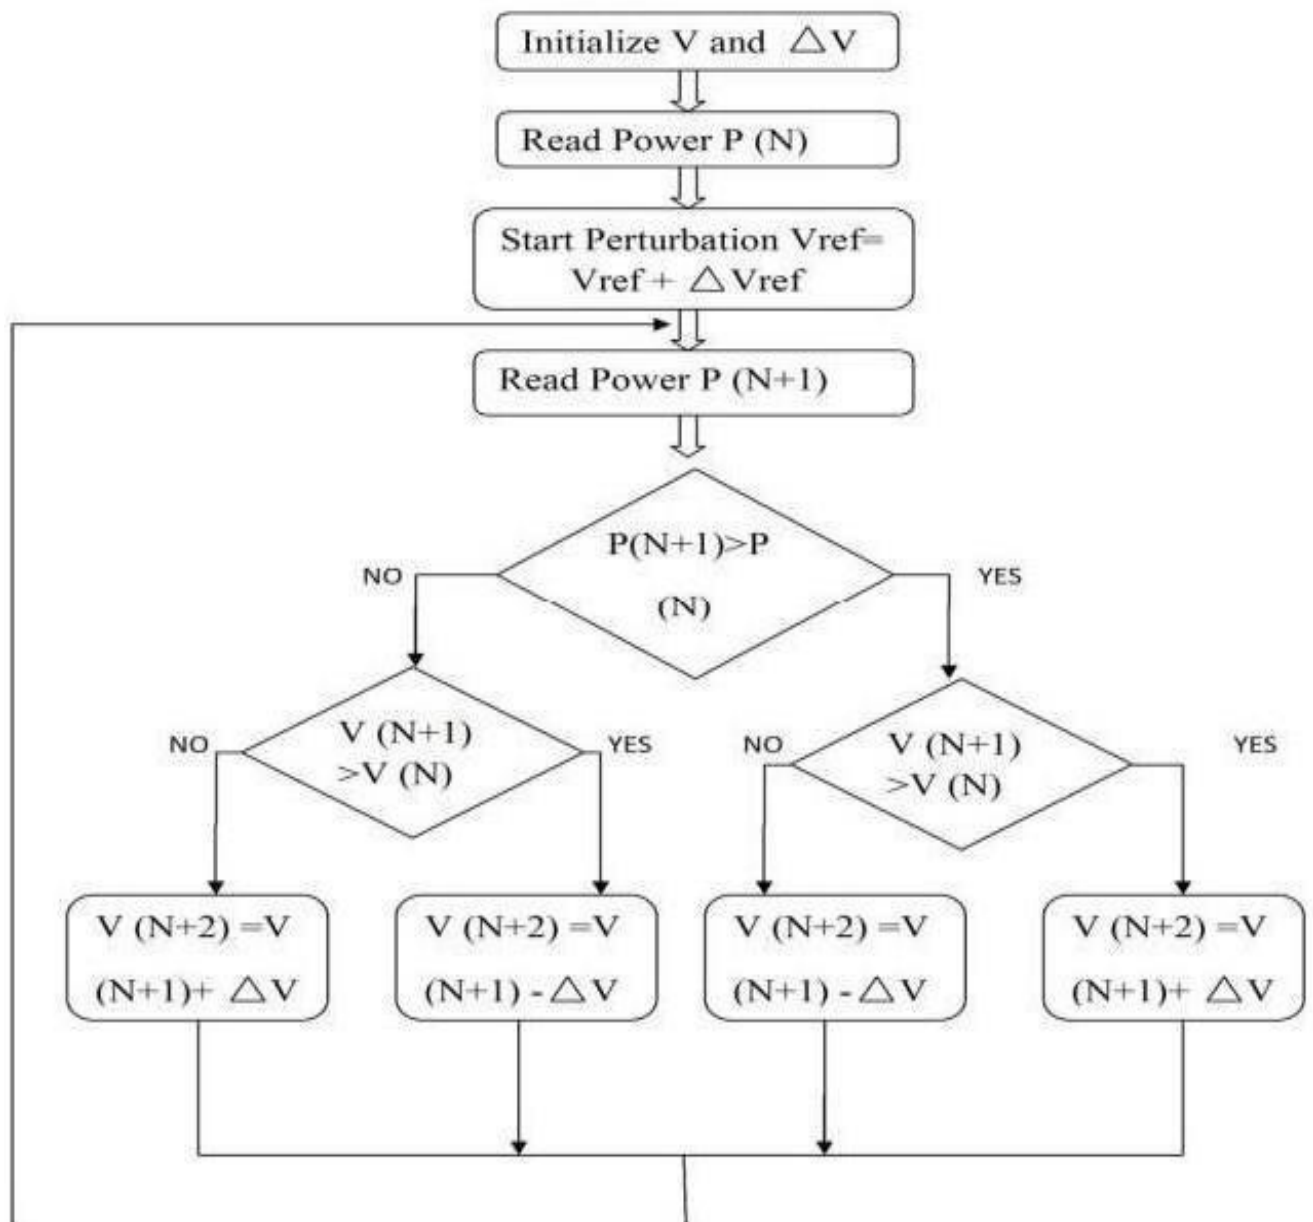 Initialize V and △V
Read Power P (N)
Start Perturbation Vref=
Vref + △Vref
Read Power P (N+1)
P(N+1)>P
(N)
NO
YES
V (N+1)
>V (N)
NO
YES
V (N+1)
>V (N)
NO
YES
V (N+2) =V
(N+1)+ △V
V (N+2) =V
(N+1) -△V
V (N+2) =V
(N+1) -△V
V (N+2) =V
(N+1)+ △V